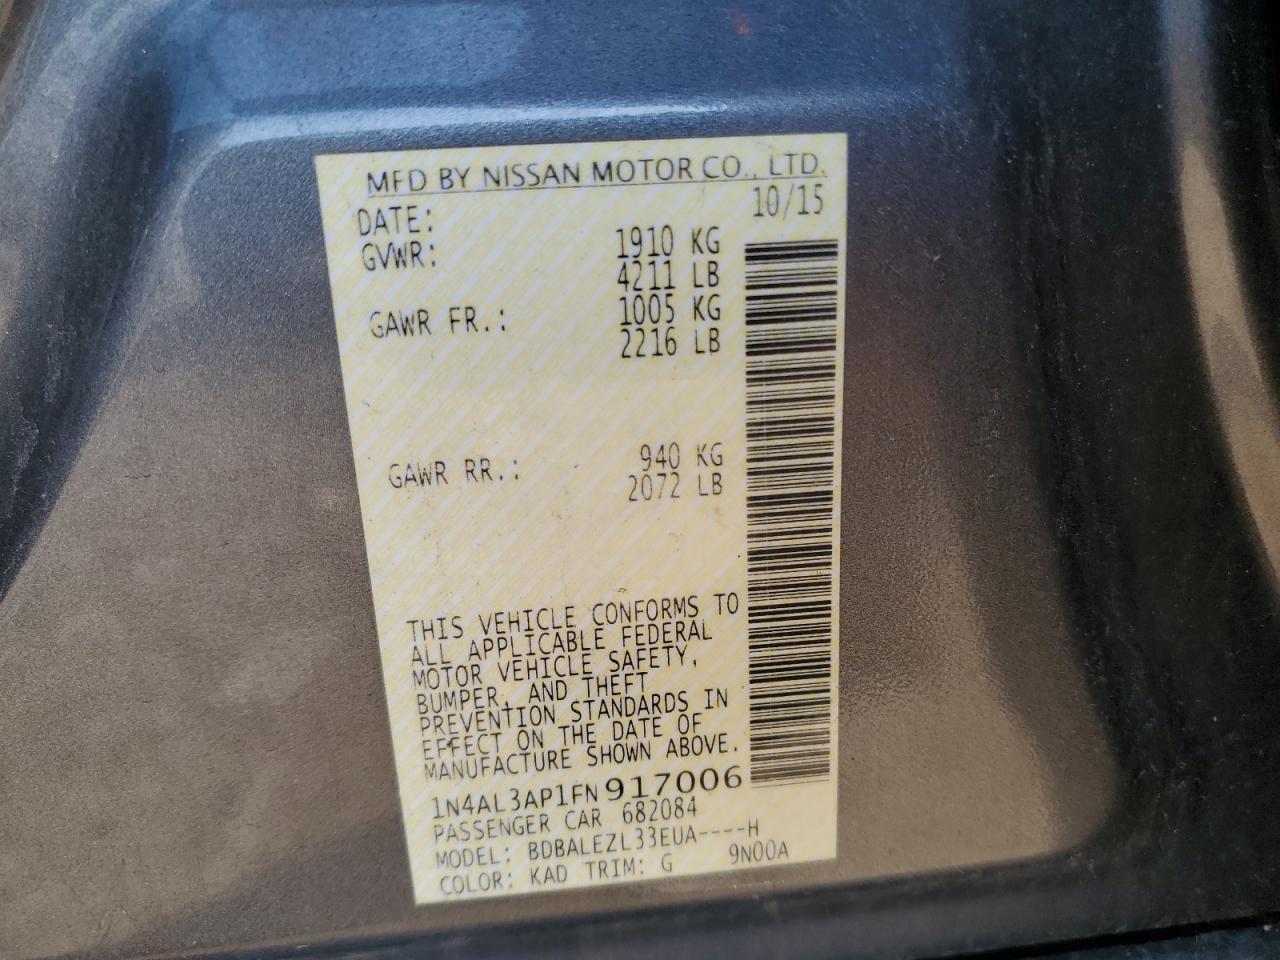 MFD BY NISSAN MOTOR CO., LTD.
DATE: 10/15
GVWR: 1910 KG
4211 LB
GAWR FR.: 1005 KG
2216 LB
GAWR RR.: 940 KG
2072 LB
THIS VEHICLE CONFORMS TO
ALL APPLICABLE FEDERAL
MOTOR VEHICLE SAFETY,
BUMPER, AND THEFT
PREVENTION STANDARDS IN
EFFECT ON THE DATE OF
MANUFACTURE SHOWN ABOVE.
1N4AL3AP1FN917006
PASSENGER CAR 682084
MODEL: BDBALEZL33EUA----H
COLOR: KAD TRIM: G 9N00A